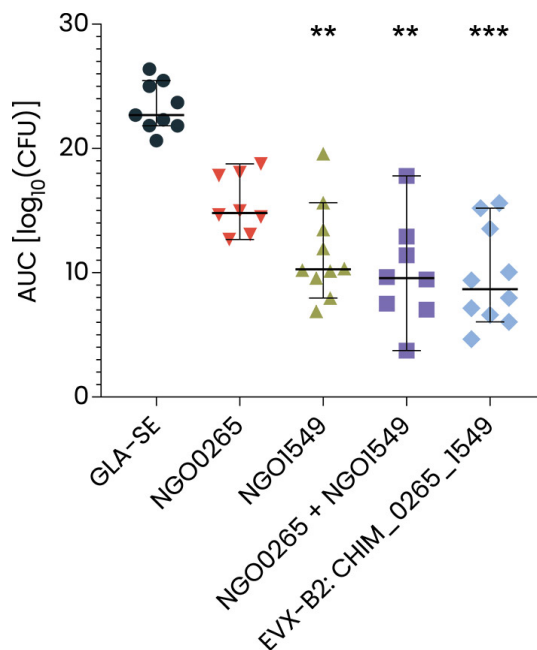 30
**
**
***
20
10
0
AUC [log10(CFU)]
GLA-SE
NGO0265
NGO1549
NGO0265 + NGO1549
EVX-B2: CHIM_0265_1549